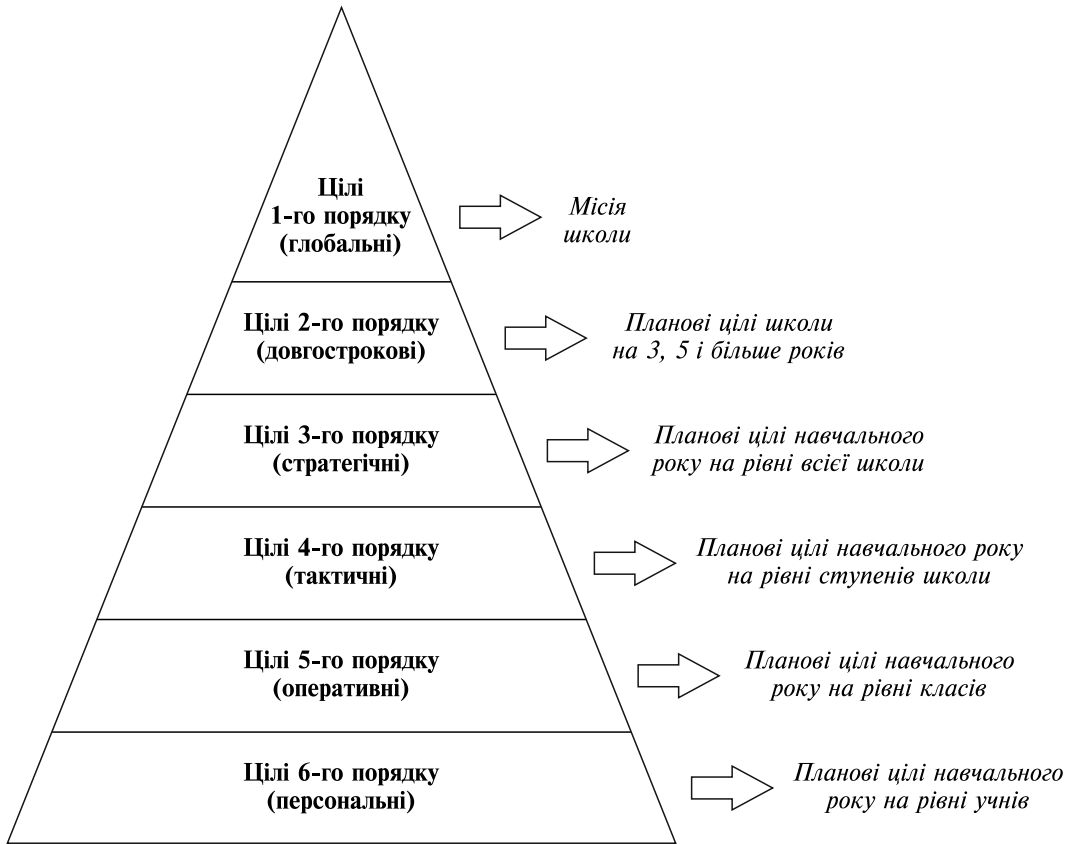 Цілі
1-го порядку
(глобальні)
Місія
школи
Цілі 2-го порядку
(довгострокові)
Планові цілі школи
на 3, 5 і більше років
Цілі 3-го порядку
(стратегічні)
Планові цілі навчального
року на рівні всієї школи
Цілі 4-го порядку
(тактичні)
Планові цілі навчального року
на рівні ступенів школи
Цілі 5-го порядку
(оперативні)
Планові цілі навчального
року на рівні класів
Цілі 6-го порядку
(персональні)
Планові цілі навчального
року на рівні учнів